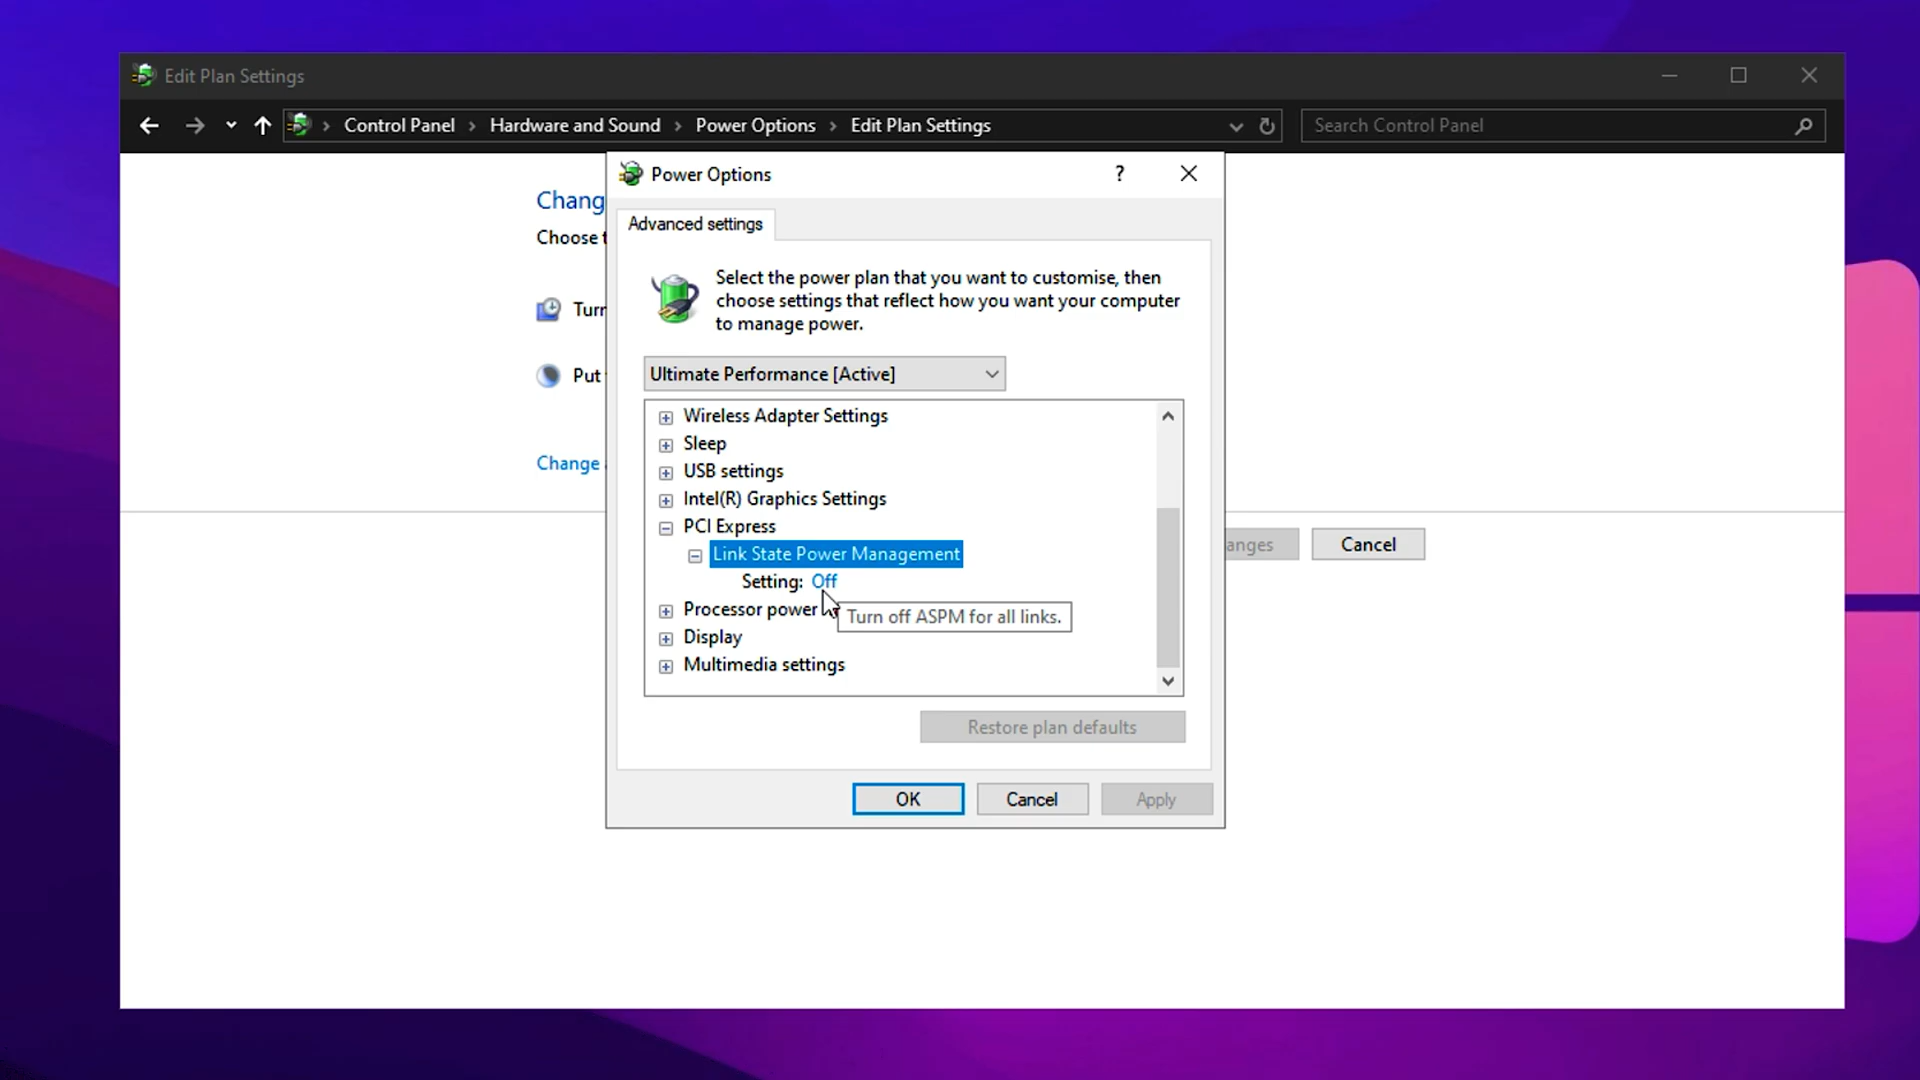 Edit Plan Settings
Control Panel > Hardware and Sound > Power Options > Edit Plan Settings
Search Control Panel
Power Options
?
Chang
Choose t
Turn
Put
Change
Advanced settings
Select the power plan that you want to customise, then
choose settings that reflect how you want your computer
to manage power.
Ultimate Performance [Active]
Wireless Adapter Settings
Sleep
USB settings
Intel(R) Graphics Settings
PCI Express
Link State Power Management
Setting: Off
Processor power
Turn off ASPM for all links.
Display
Multimedia settings
Restore plan defaults
OK
Cancel
Apply
anges
Cancel